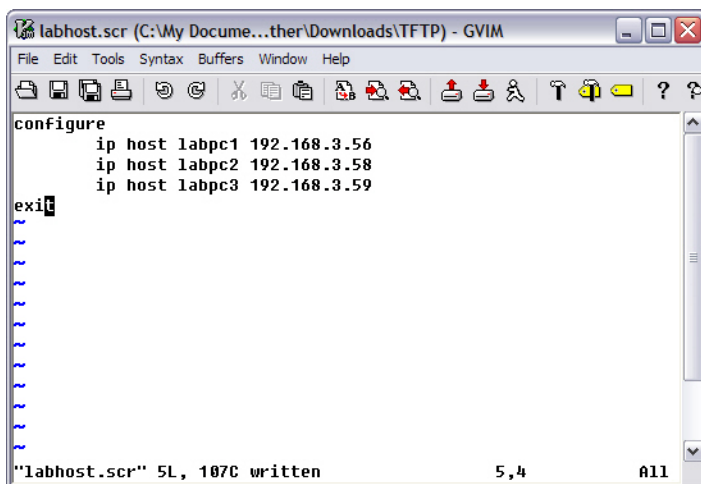 labhost.scr (C:\My Docume...ther\Downloads\TFTP) - GVIM
File Edit Tools Syntax Buffers Window Help
configure
ip host labpc1 192.168.3.56
ip host labpc2 192.168.3.58
ip host labpc3 192.168.3.59
exit
~
~
~
~
~
~
~
~
~
~
~
~
"labhost.scr" 5L, 107C written 5,4 All